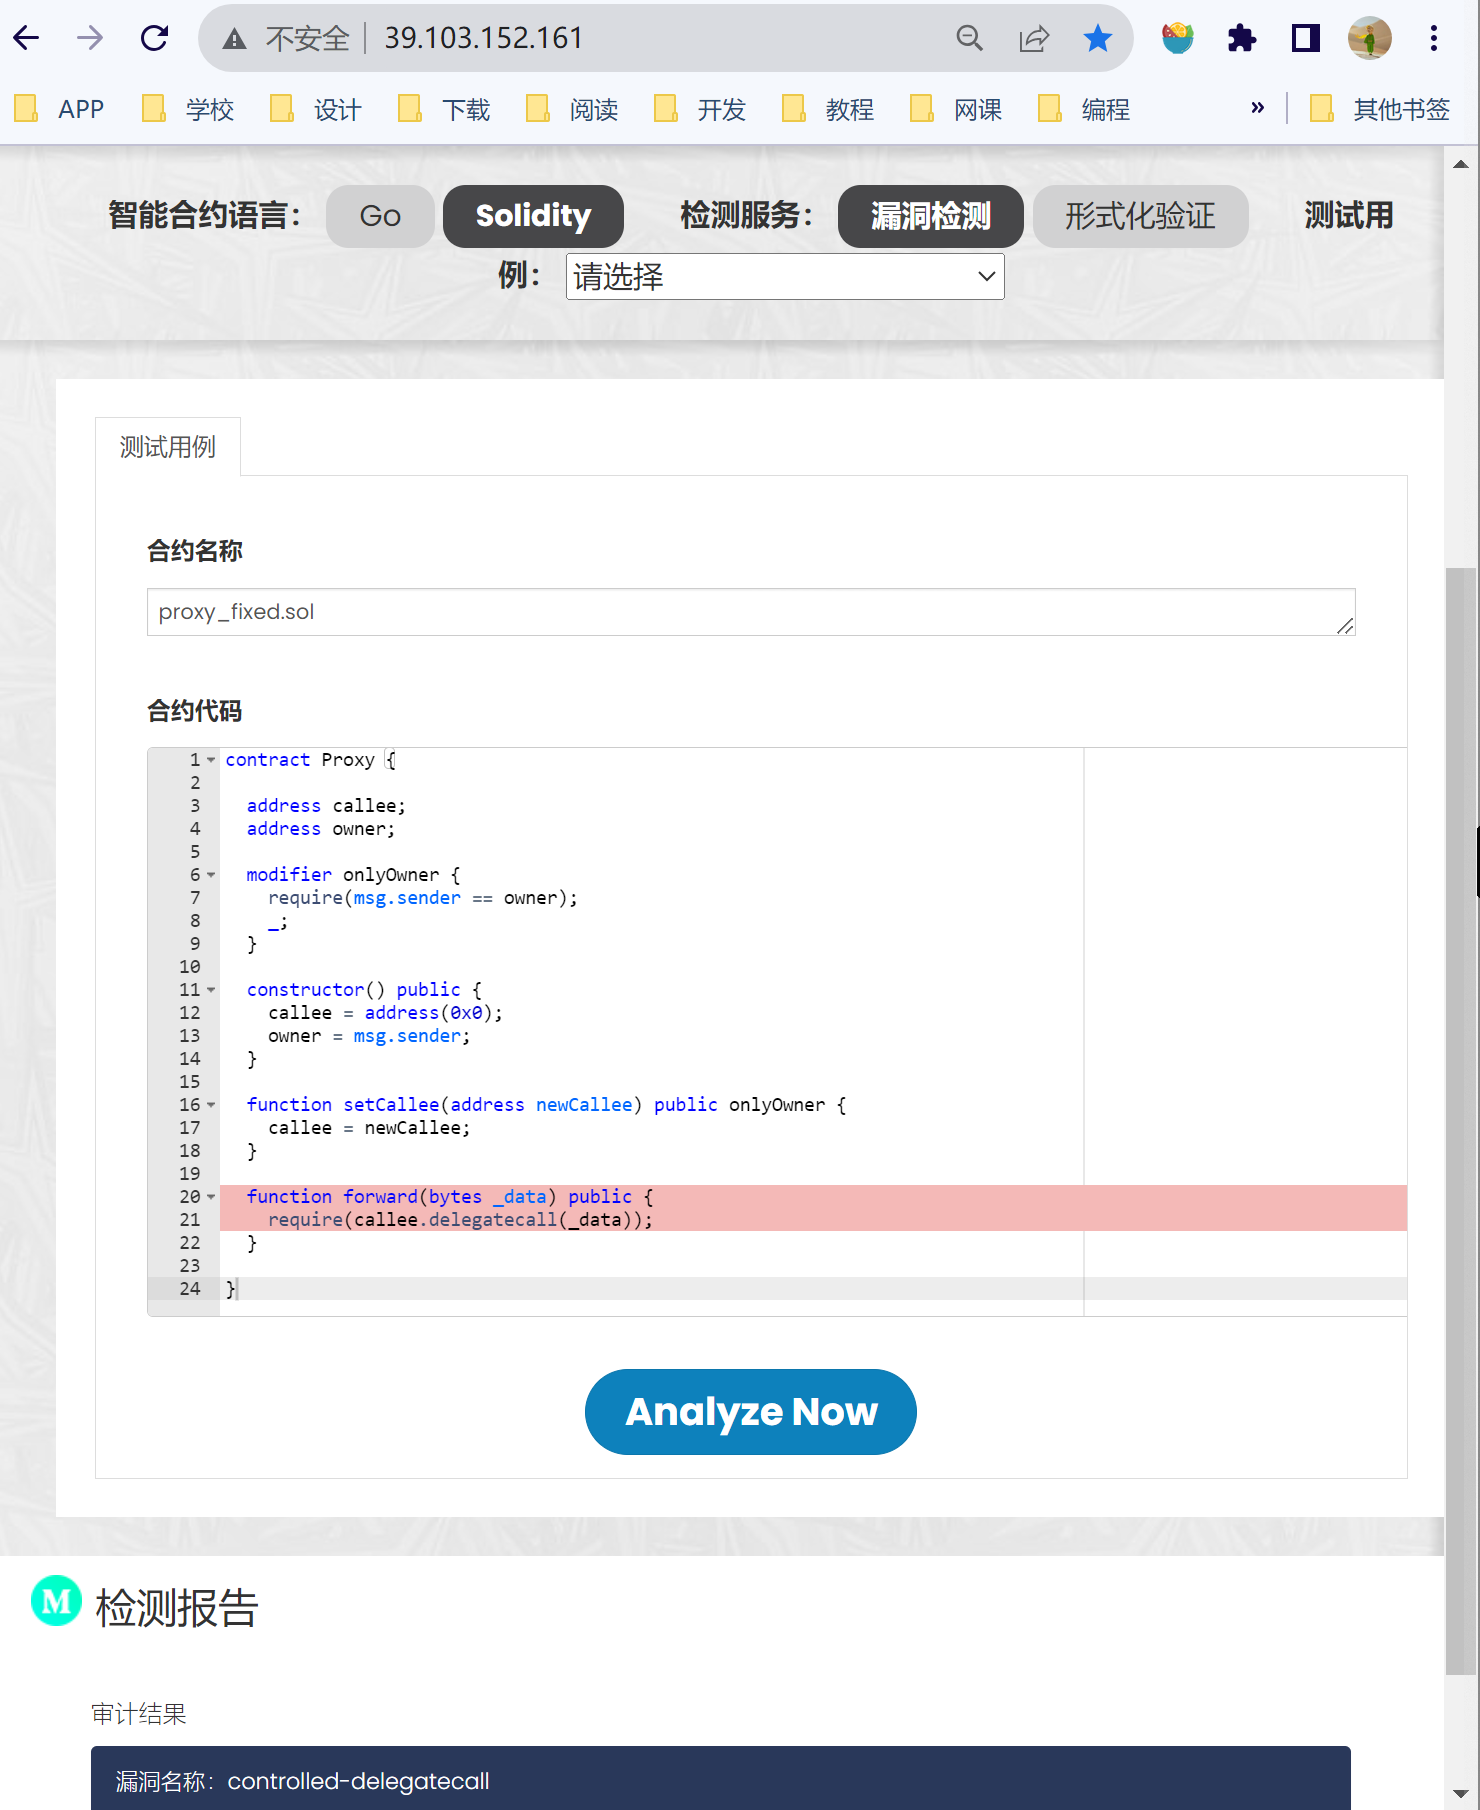 不安全 39.103.152.161
APP 学校 设计 下载 阅读 开发 教程 网课 编程 » 其他书签
智能合约语言： Go Solidity 检测服务： 漏洞检测 形式化验证 测试用
例： 请选择
测试用例
合约名称
proxy_fixed.sol
合约代码
1 contract Proxy {
2
3   address callee;
4   address owner;
5
6   modifier onlyOwner {
7     require(msg.sender == owner);
8     _;
9   }
10
11   constructor() public {
12     callee = address(0x0);
13     owner = msg.sender;
14   }
15
16   function setCallee(address newCallee) public onlyOwner {
17     callee = newCallee;
18   }
19
20   function forward(bytes _data) public {
21     require(callee.delegatecall(_data));
22   }
23
24 }
Analyze Now
M 检测报告
审计结果
漏洞名称：controlled-delegatecall